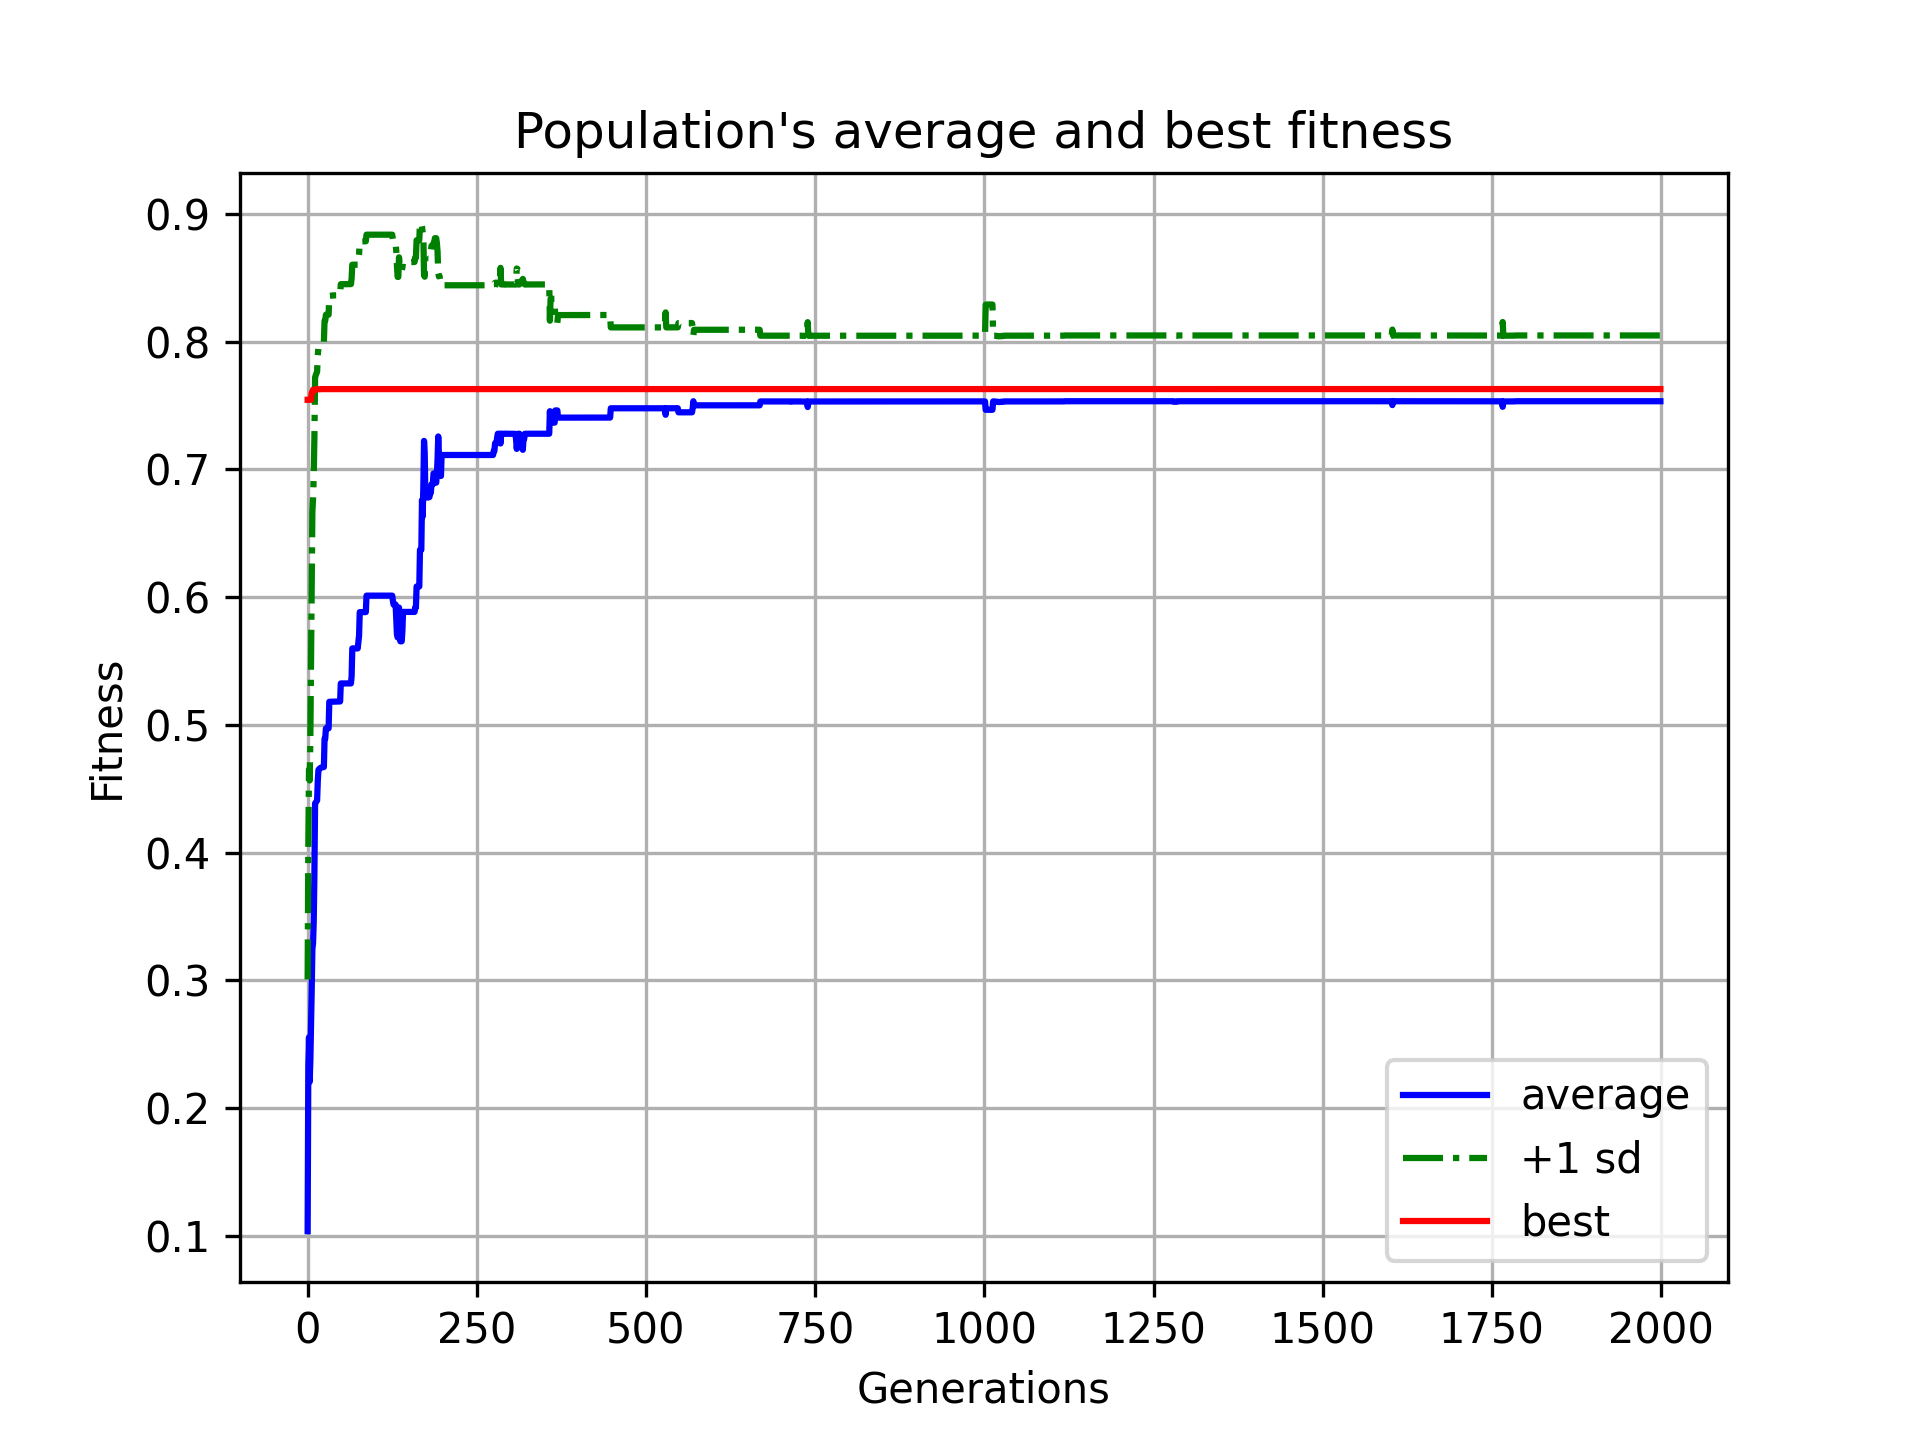 Population's average and best fitness
0.9
0.8
0.7
0.6
0.5
0.4
0.3
0.2
0.1
Fitness
0 250 500 750 1000 1250 1500 1750 2000
Generations
average
+1 sd
best